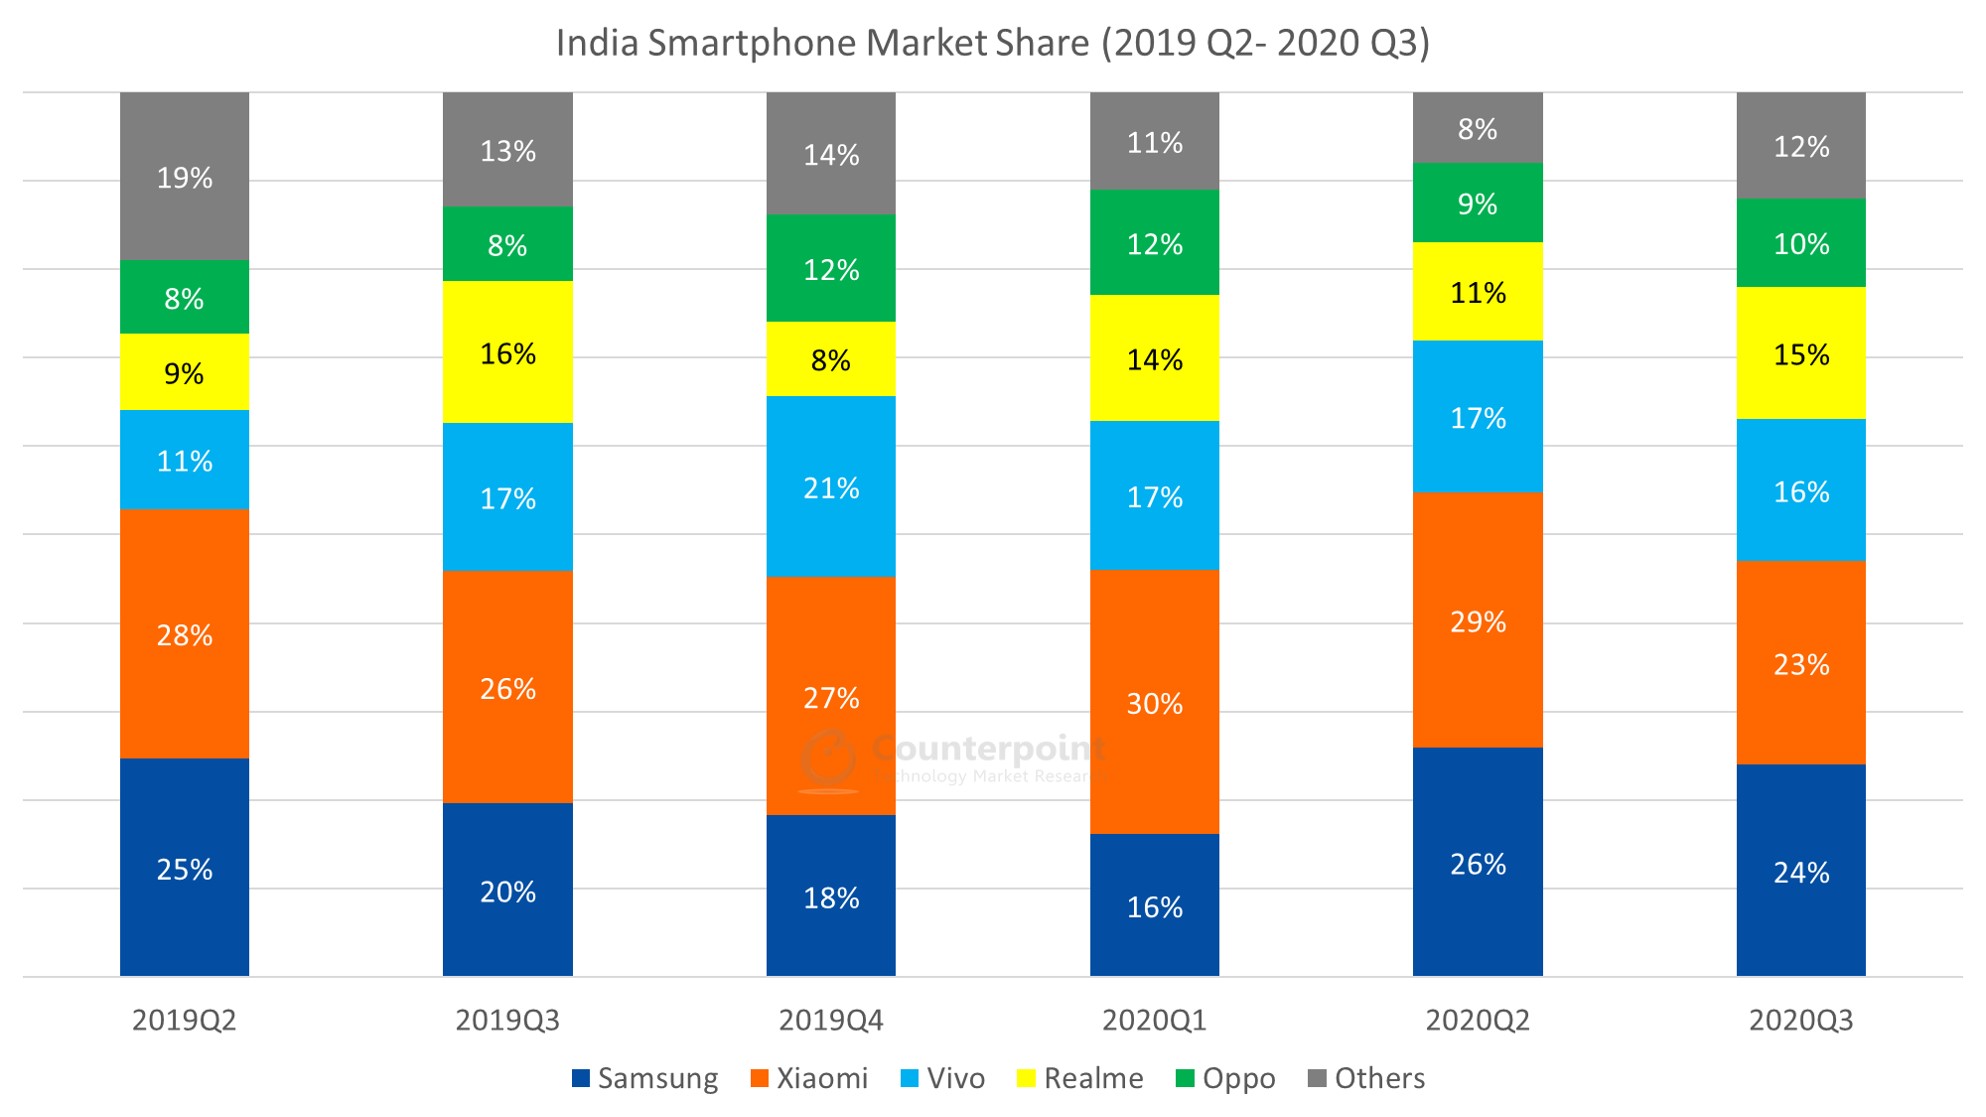 India Smartphone Market Share (2019 Q2- 2020 Q3)
19% 13% 14% 11% 8% 12%
8% 8% 12% 12% 9% 10%
9% 16% 8% 14% 11% 15%
11% 17% 21% 17% 17% 16%
28% 26% 27% 30% 29% 23%
Counterpoint
Technology Market Research
25% 20% 18% 16% 26% 24%
2019Q2 2019Q3 2019Q4 2020Q1 2020Q2 2020Q3
Samsung Xiaomi Vivo Realme Oppo Others